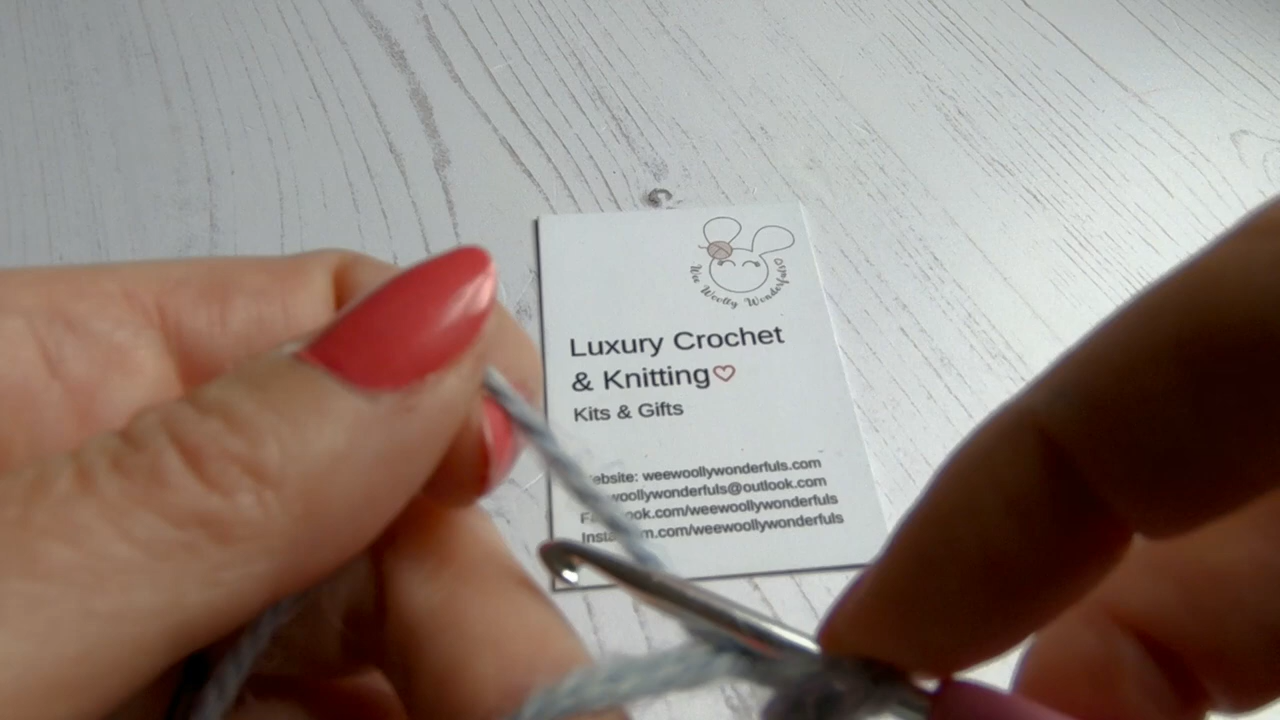 Wee Woolly Wonderfuls
Luxury Crochet
& Knitting
Kits & Gifts
ebsite: weewoollywonderfuls.com
woollywonderfuls@outlook.com
F ook.com/weewoollywonderfuls
Insta m.com/weewoollywonderfuls